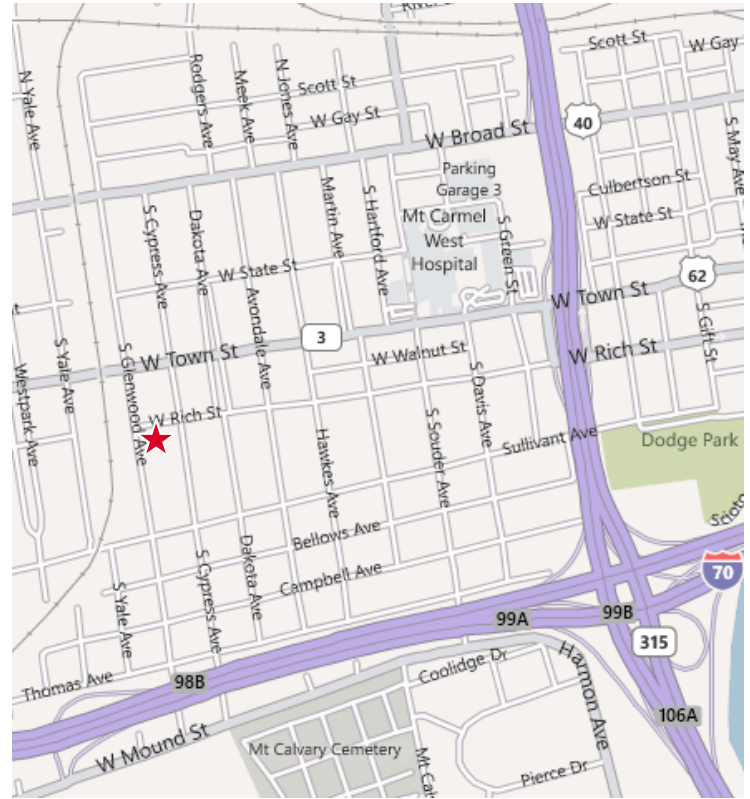 Scott St
W Gay
N Yale Ave
Rodgers Ave
Meek Ave
N Jones Ave
Scott St
W Gay St
40
S May Ave
W Broad St
Parking
Garage 3
Culbertson St
Martin Ave
S Hartford Ave
Mt Carmel
West
Hospital
S Green St
W State St
S Cypress Ave
Dakota Ave
W State St
62
W Town St
Avondale Ave
S Gift St
3
W Town St
W Walnut St
W Rich St
S Yale Ave
S Glenwood Ave
Westpark Ave
W Rich St
S Davis Ave
S Souder Ave
Sullivant Ave
Dodge Park
Hawkes Ave
Scioto
Bellows Ave
Dakota Ave
S Cypress Ave
Campbell Ave
70
S Yale Ave
99A
99B
315
Thomas Ave
98B
Coolidge Dr
Harmon Ave
106A
W Mound St
Mt Calvary Cemetery
Mt Cal
Pierce Dr